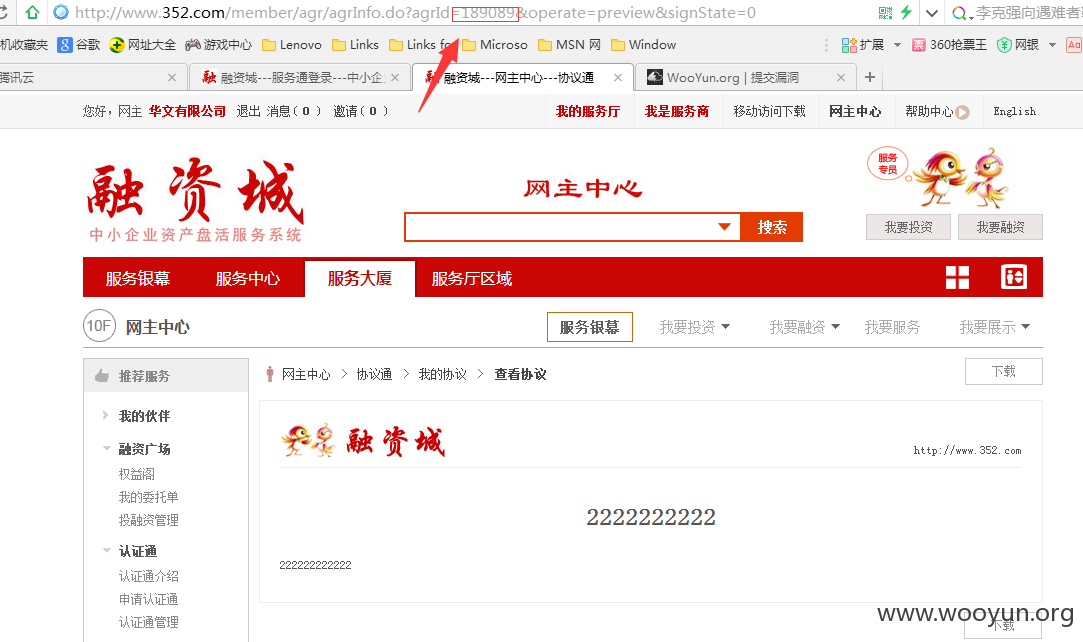 http://www.352.com/member/agr/agrInfo.do?agrId=189089&operate=preview&signState=0 李克强向遇难者
机收藏夹 谷歌 网址大全 游戏中心 Lenovo Links Links fo Microso MSN 网 Window 扩展 360抢票王 网银
腾讯云 融资城---服务通登录---中小企 融资城---网主中心---协议通 WooYun.org | 提交漏洞
您好，网主 华文有限公司 退出 消息( 0 ) 邀请( 0 ) 我的服务厅 我是服务商 移动访问下载 网主中心 帮助中心 English
融资城
中小企业资产盘活服务系统
网主中心
搜索
服务
专员
我要投资 我要融资
服务银幕 服务中心 服务大厦 服务厅区域
10F 网主中心 服务银幕 我要投资 我要融资 我要服务 我要展示
推荐服务
我的伙伴
融资广场
权益阁
我的委托单
投融资管理
认证通
认证通介绍
申请认证通
认证通管理
网主中心 > 协议通 > 我的协议 > 查看协议 下载
融资城 http://www.352.com
2222222222
222222222222
www.wooyun.org
下载